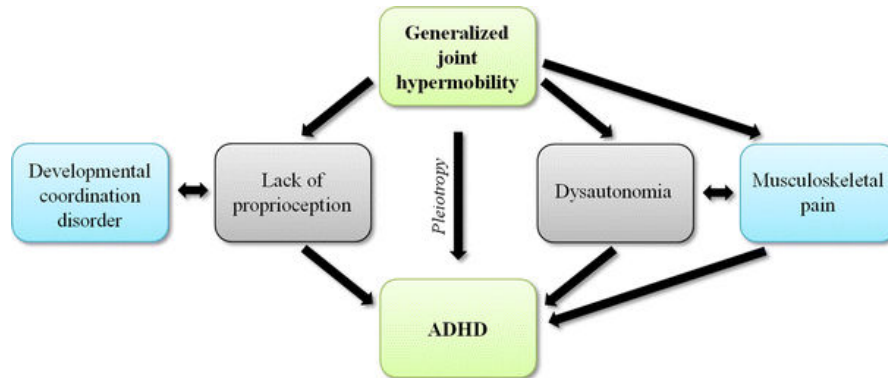 Generalized
joint
hypermobility
Developmental
coordination
disorder
Lack of
proprioception
Pleiotropy
Dysautonomia
Musculoskeletal
pain
ADHD